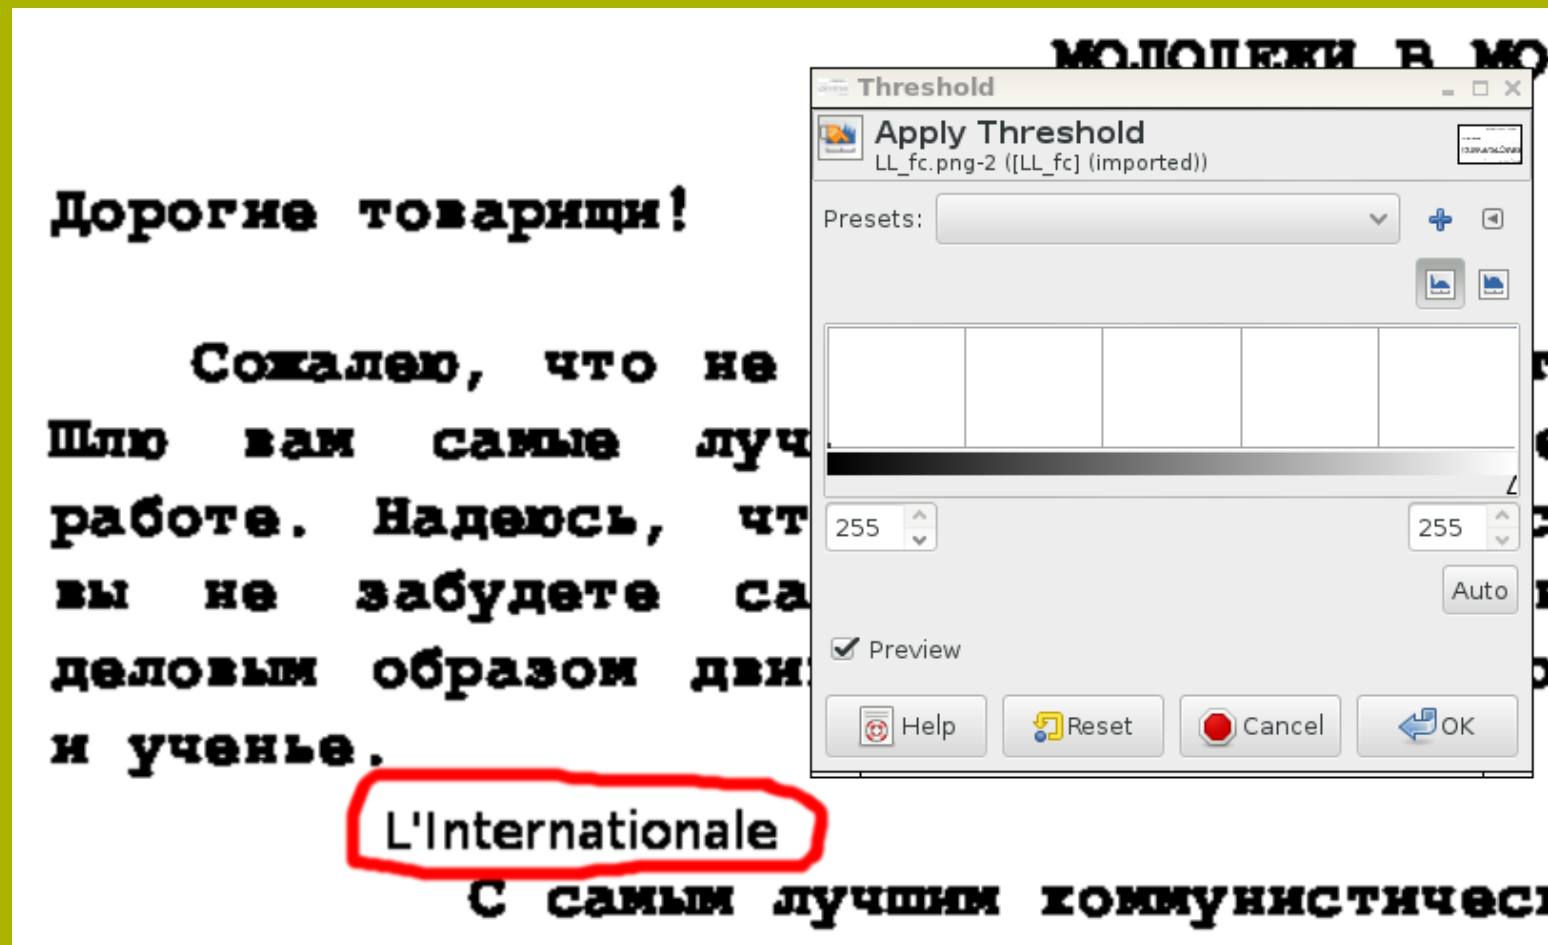 МОЛОДЕЖИ В МО
Threshold
Apply Threshold
LL_fc.png-2 ([LL_fc] (imported))
Presets:
255
255
Auto
Preview
Help
Reset
Cancel
OK
Дорогие товарищи!
Сожалею, что не
Шлю вам самые луч
работе. Надеюсь, чт
вы не забудете са
деловым образом дви
и ученье.
L'Internationale
С самым лучшим коммунистическ